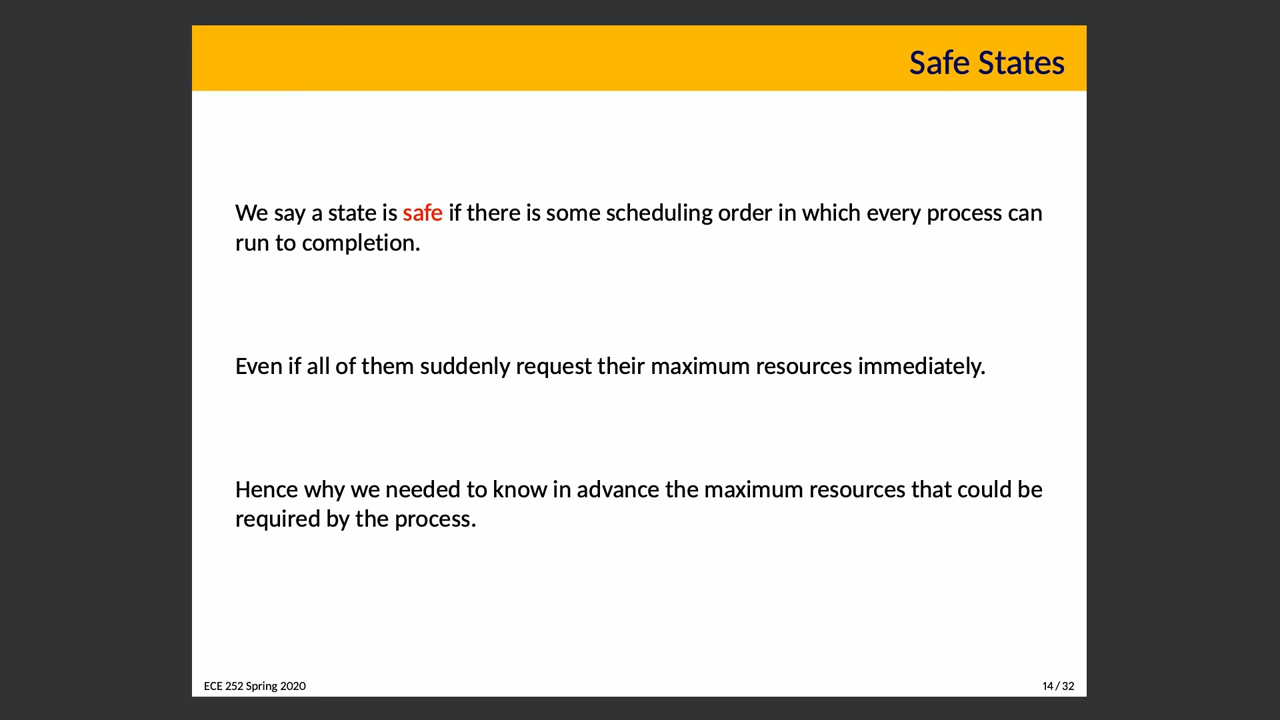 Safe States
We say a state is safe if there is some scheduling order in which every process can
run to completion.
Even if all of them suddenly request their maximum resources immediately.
Hence why we needed to know in advance the maximum resources that could be
required by the process.
ECE 252 Spring 2020
14 / 32